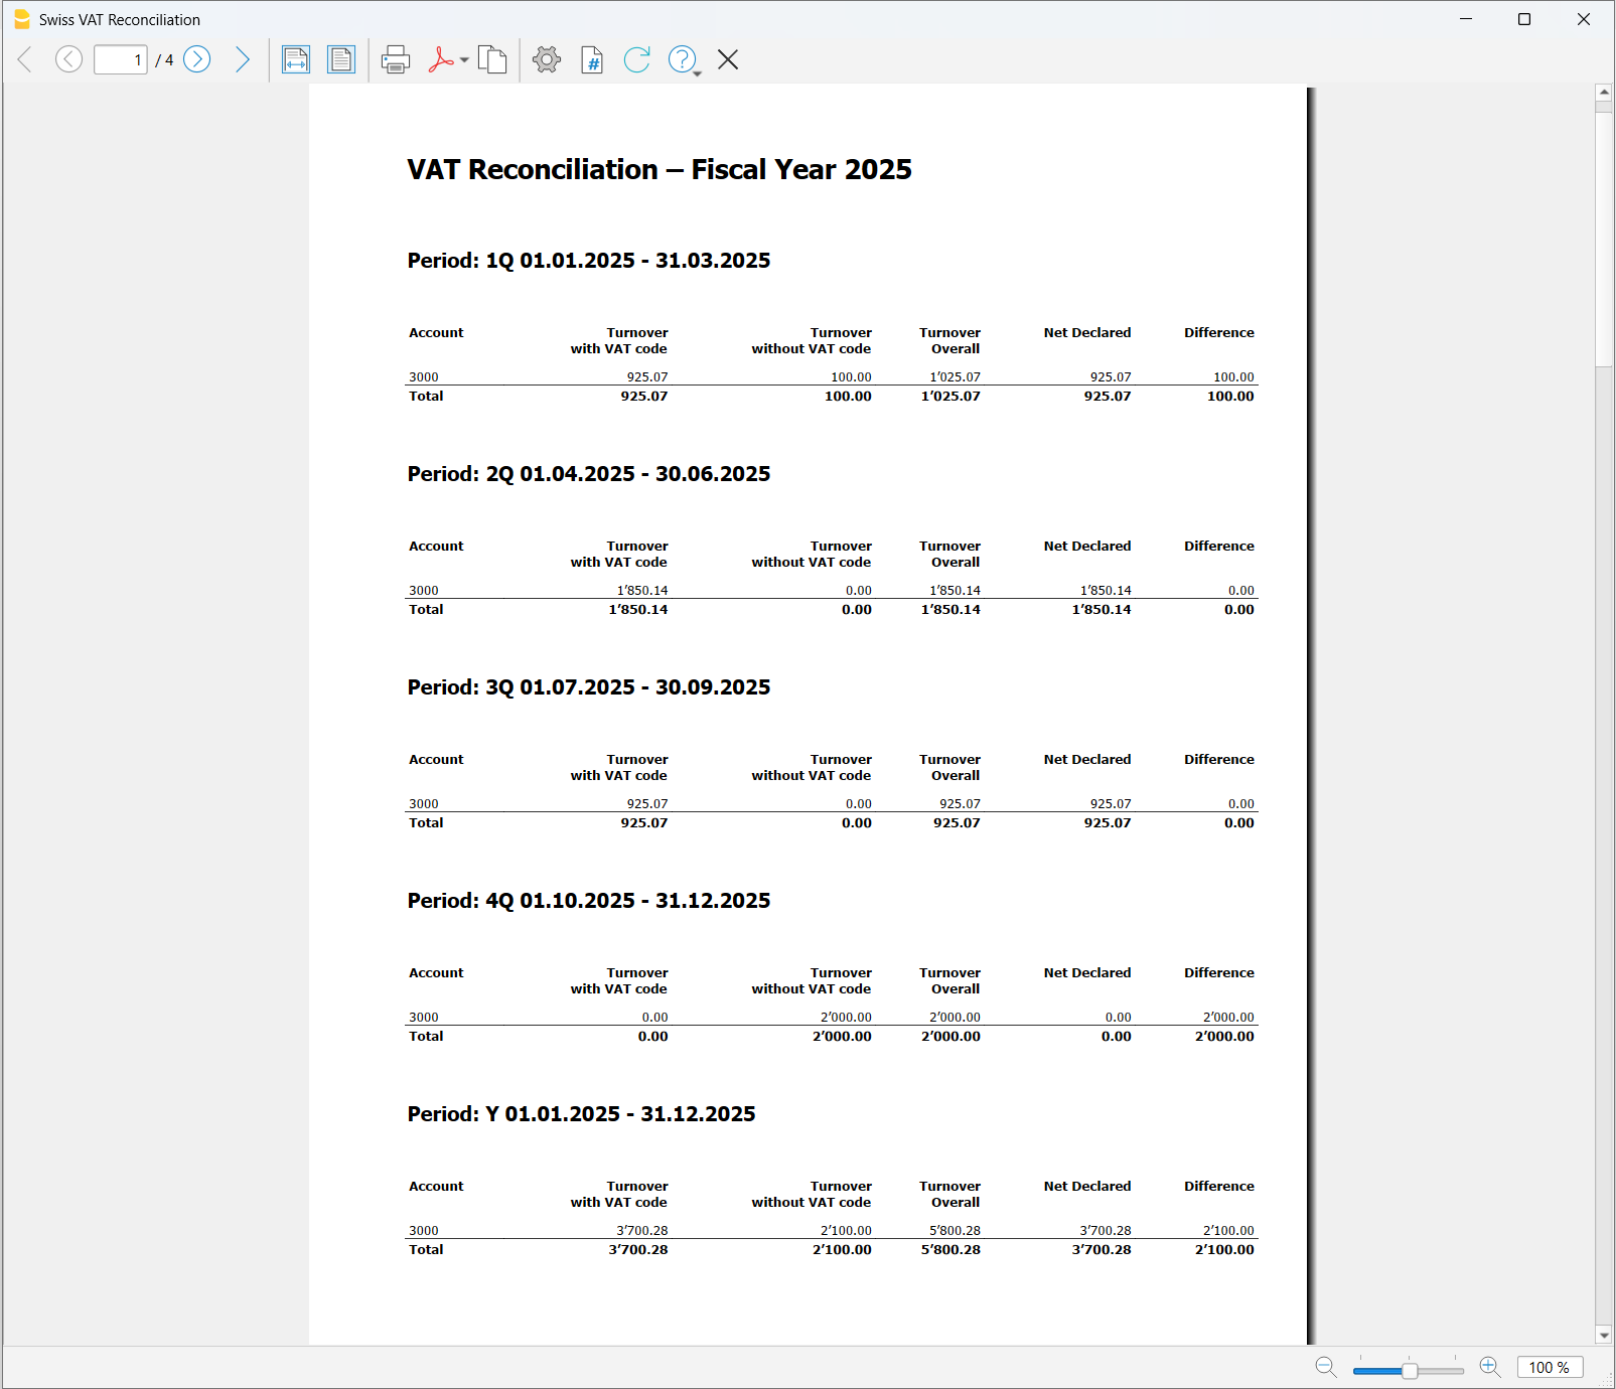 Swiss VAT Reconciliation
1 / 4
VAT Reconciliation – Fiscal Year 2025
Period: 1Q 01.01.2025 - 31.03.2025
Account Turnover Turnover Turnover Net Declared Difference
with VAT code without VAT code Overall
3000 925.07 100.00 1’025.07 925.07 100.00
Total 925.07 100.00 1’025.07 925.07 100.00
Period: 2Q 01.04.2025 - 30.06.2025
Account Turnover Turnover Turnover Net Declared Difference
with VAT code without VAT code Overall
3000 1’850.14 0.00 1’850.14 1’850.14 0.00
Total 1’850.14 0.00 1’850.14 1’850.14 0.00
Period: 3Q 01.07.2025 - 30.09.2025
Account Turnover Turnover Turnover Net Declared Difference
with VAT code without VAT code Overall
3000 925.07 0.00 925.07 925.07 0.00
Total 925.07 0.00 925.07 925.07 0.00
Period: 4Q 01.10.2025 - 31.12.2025
Account Turnover Turnover Turnover Net Declared Difference
with VAT code without VAT code Overall
3000 0.00 2’000.00 2’000.00 0.00 2’000.00
Total 0.00 2’000.00 2’000.00 0.00 2’000.00
Period: Y 01.01.2025 - 31.12.2025
Account Turnover Turnover Turnover Net Declared Difference
with VAT code without VAT code Overall
3000 3’700.28 2’100.00 5’800.28 3’700.28 2’100.00
Total 3’700.28 2’100.00 5’800.28 3’700.28 2’100.00
100 %